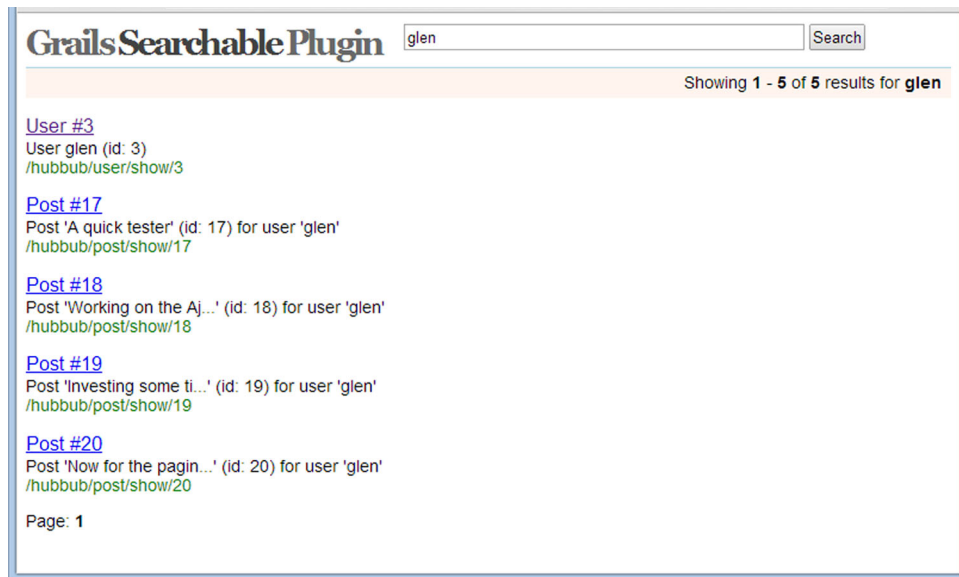 Grails Searchable Plugin glen Search
Showing 1 - 5 of 5 results for glen
User #3
User glen (id: 3)
/hubbub/user/show/3
Post #17
Post 'A quick tester' (id: 17) for user 'glen'
/hubbub/post/show/17
Post #18
Post 'Working on the Aj...' (id: 18) for user 'glen'
/hubbub/post/show/18
Post #19
Post 'Investing some ti...' (id: 19) for user 'glen'
/hubbub/post/show/19
Post #20
Post 'Now for the pagin...' (id: 20) for user 'glen'
/hubbub/post/show/20
Page: 1